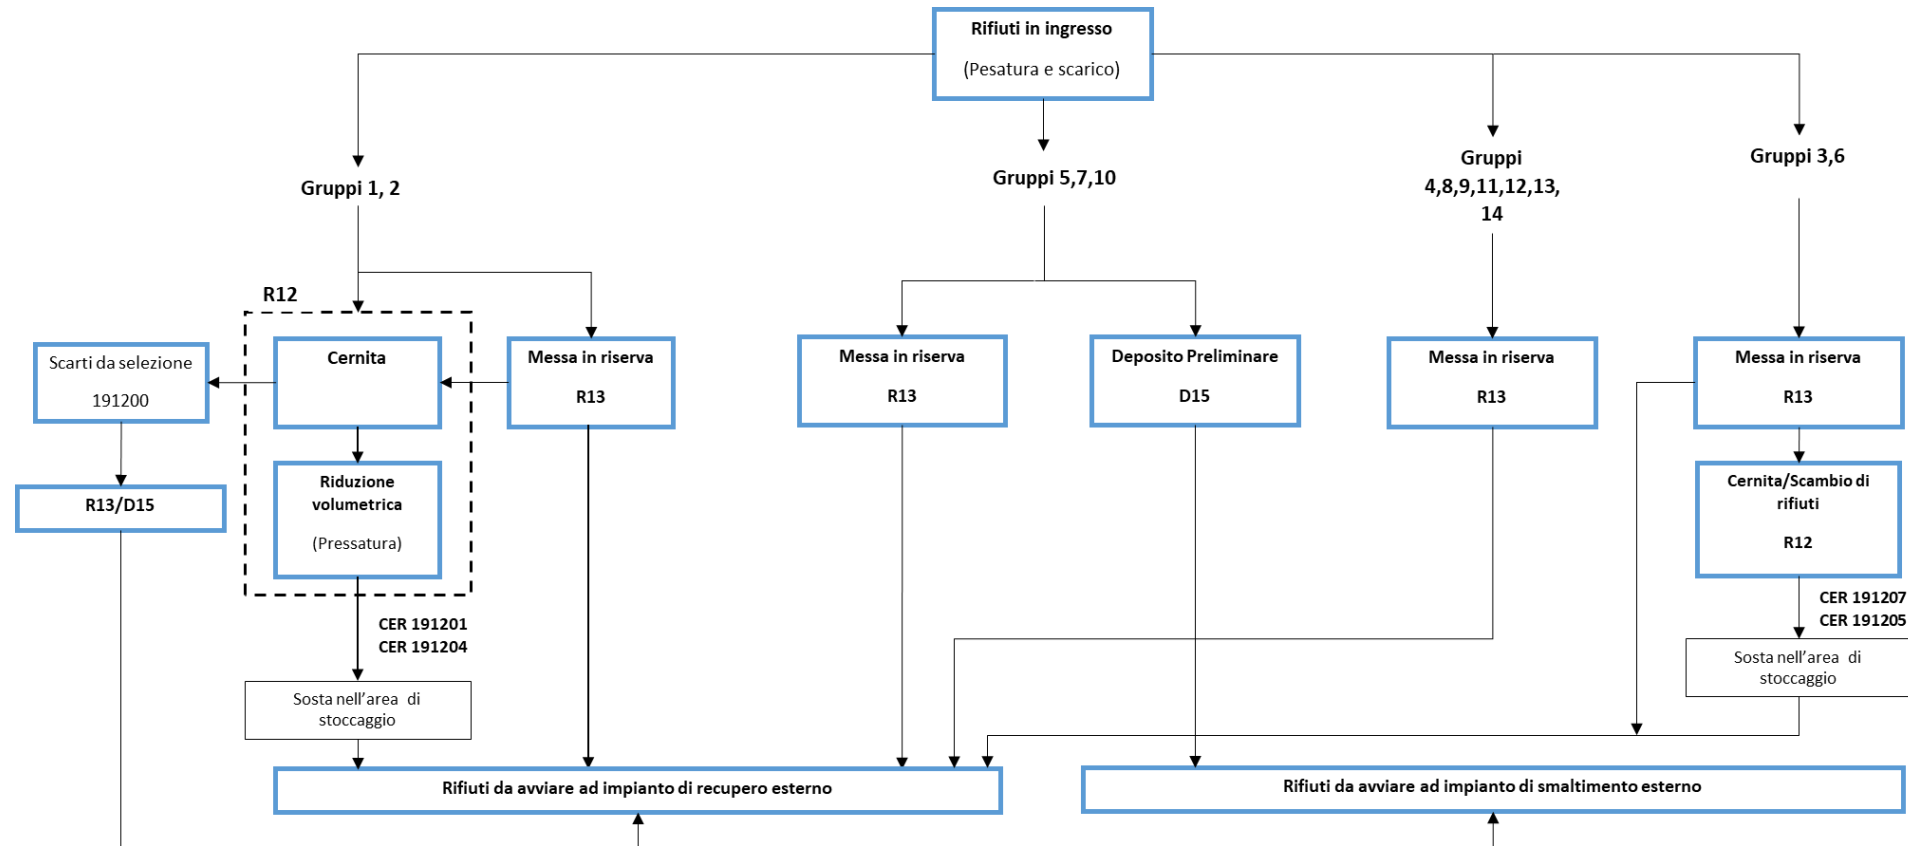 Rifiuti in ingresso
(Pesatura e scarico)
Gruppi 1, 2
Gruppi 5,7,10
Gruppi
4,8,9,11,12,13,
14
Gruppi 3,6
R12
Scarti da selezione
191200
Cernita
Messa in riserva
R13
Messa in riserva
R13
Deposito Preliminare
D15
Messa in riserva
R13
Messa in riserva
R13
R13/D15
Riduzione
volumetrica
(Pressatura)
Cernita/Scambio di
rifiuti
R12
CER 191201
CER 191204
CER 191207
CER 191205
Sosta nell’area di
stoccaggio
Sosta nell’area di
stoccaggio
Rifiuti da avviare ad impianto di recupero esterno
Rifiuti da avviare ad impianto di smaltimento esterno